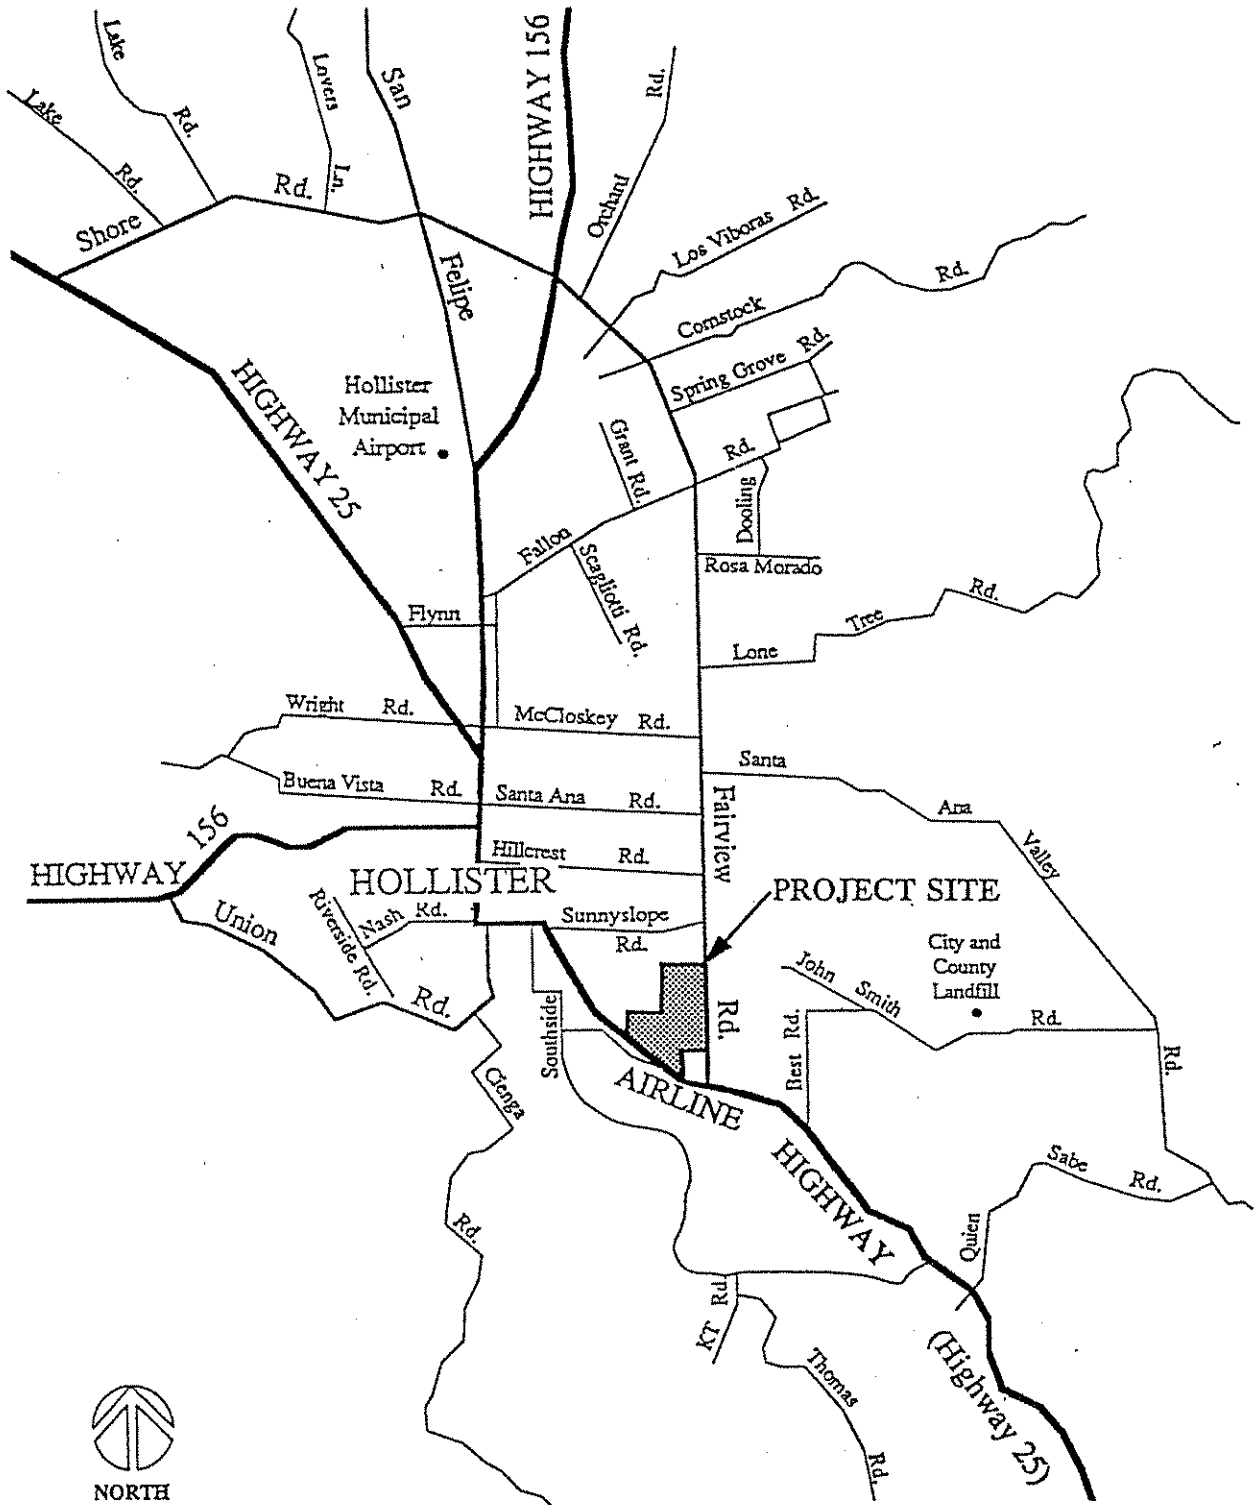 Lake
Rd.
Lake
Rd.
Lovers
Ln.
San
Felipe
HIGHWAY 156
Orchard
Rd.
Shore
Rd.
Los Viboras Rd.
Comstock
Rd.
Spring Grove Rd.
HIGHWAY 25
Hollister
Municipal
Airport
Grant Rd.
Fallon
Rd.
Dooling
Scagliotti Rd.
Rosa Morado
Flynn
Lone
Tree
Rd.
Wright Rd.
McCloskey Rd.
Santa
Ana
Valley
Rd.
Buena Vista Rd.
Santa Ana Rd.
Fairview
Rd.
HIGHWAY 156
Hillcrest Rd.
HOLLISTER
PROJECT SITE
Union
Rd.
Riverside Rd.
Nash Rd.
Sunnyslope
Rd.
City and
County
Landfill
John
Smith
Rd.
Best Rd.
Southside
Cienga
Rd.
AIRLINE
HIGHWAY
(Highway 25)
Quien
Sabe
Rd.
KT Rd
Thomas
Rd.
NORTH